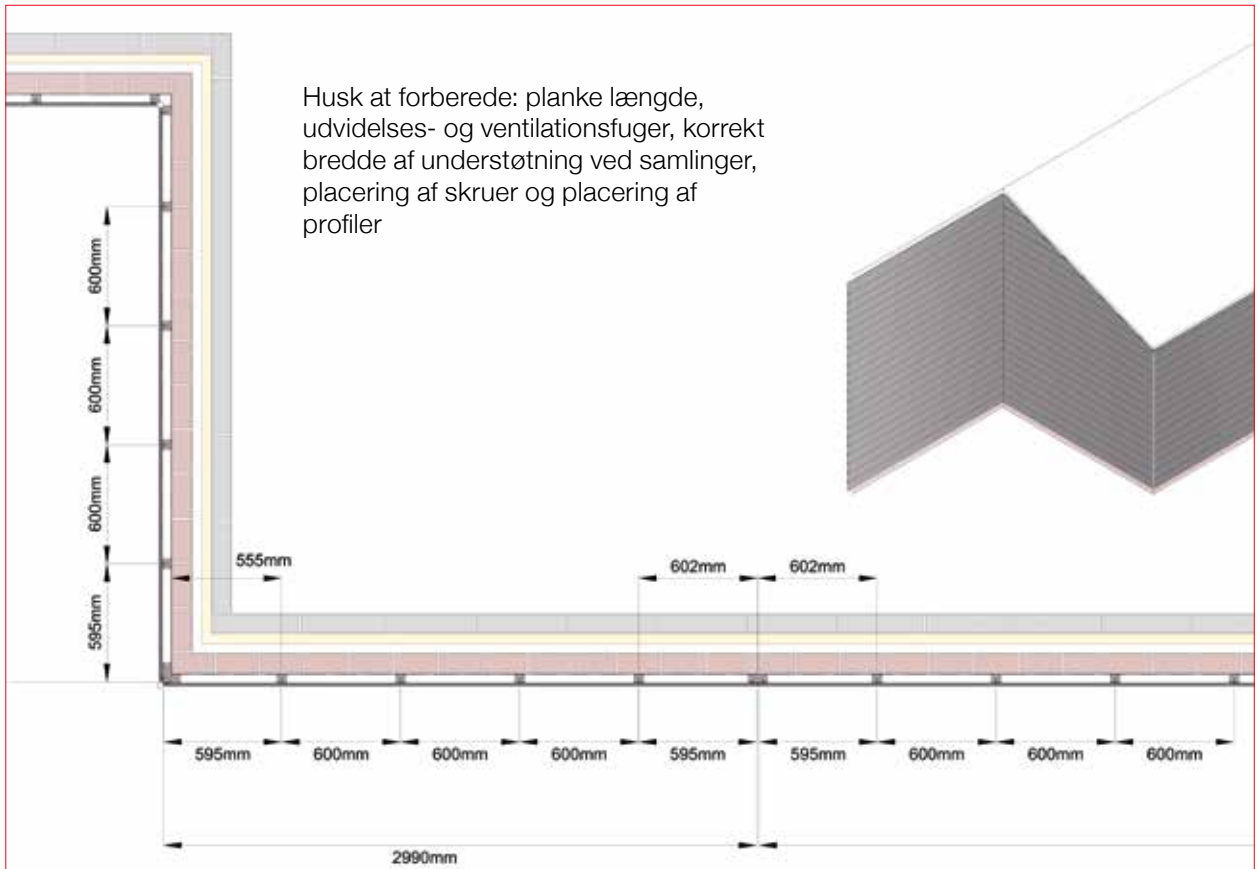 Husk at forberede: planke længde,
udvidelses- og ventilationsfuger, korrekt
bredde af understøtning ved samlinger,
placering af skruer og placering af
profiler
600mm
600mm
600mm
595mm
555mm
602mm
602mm
595mm
600mm
600mm
600mm
595mm
595mm
600mm
600mm
600mm
2990mm